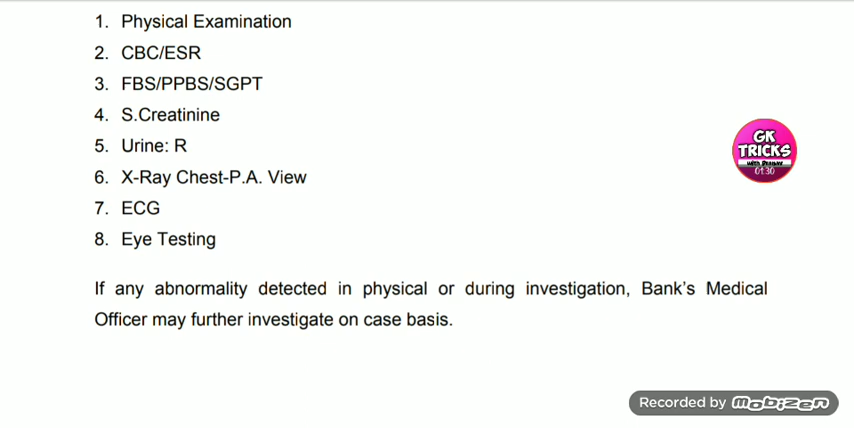 1. Physical Examination
2. CBC/ESR
3. FBS/PPBS/SGPT
4. S.Creatinine
5. Urine: R
6. X-Ray Chest-P.A. View
7. ECG
8. Eye Testing
GK
TRICKS
01:30
If any abnormality detected in physical or during investigation, Bank's Medical
Officer may further investigate on case basis.
Recorded by Mobizen